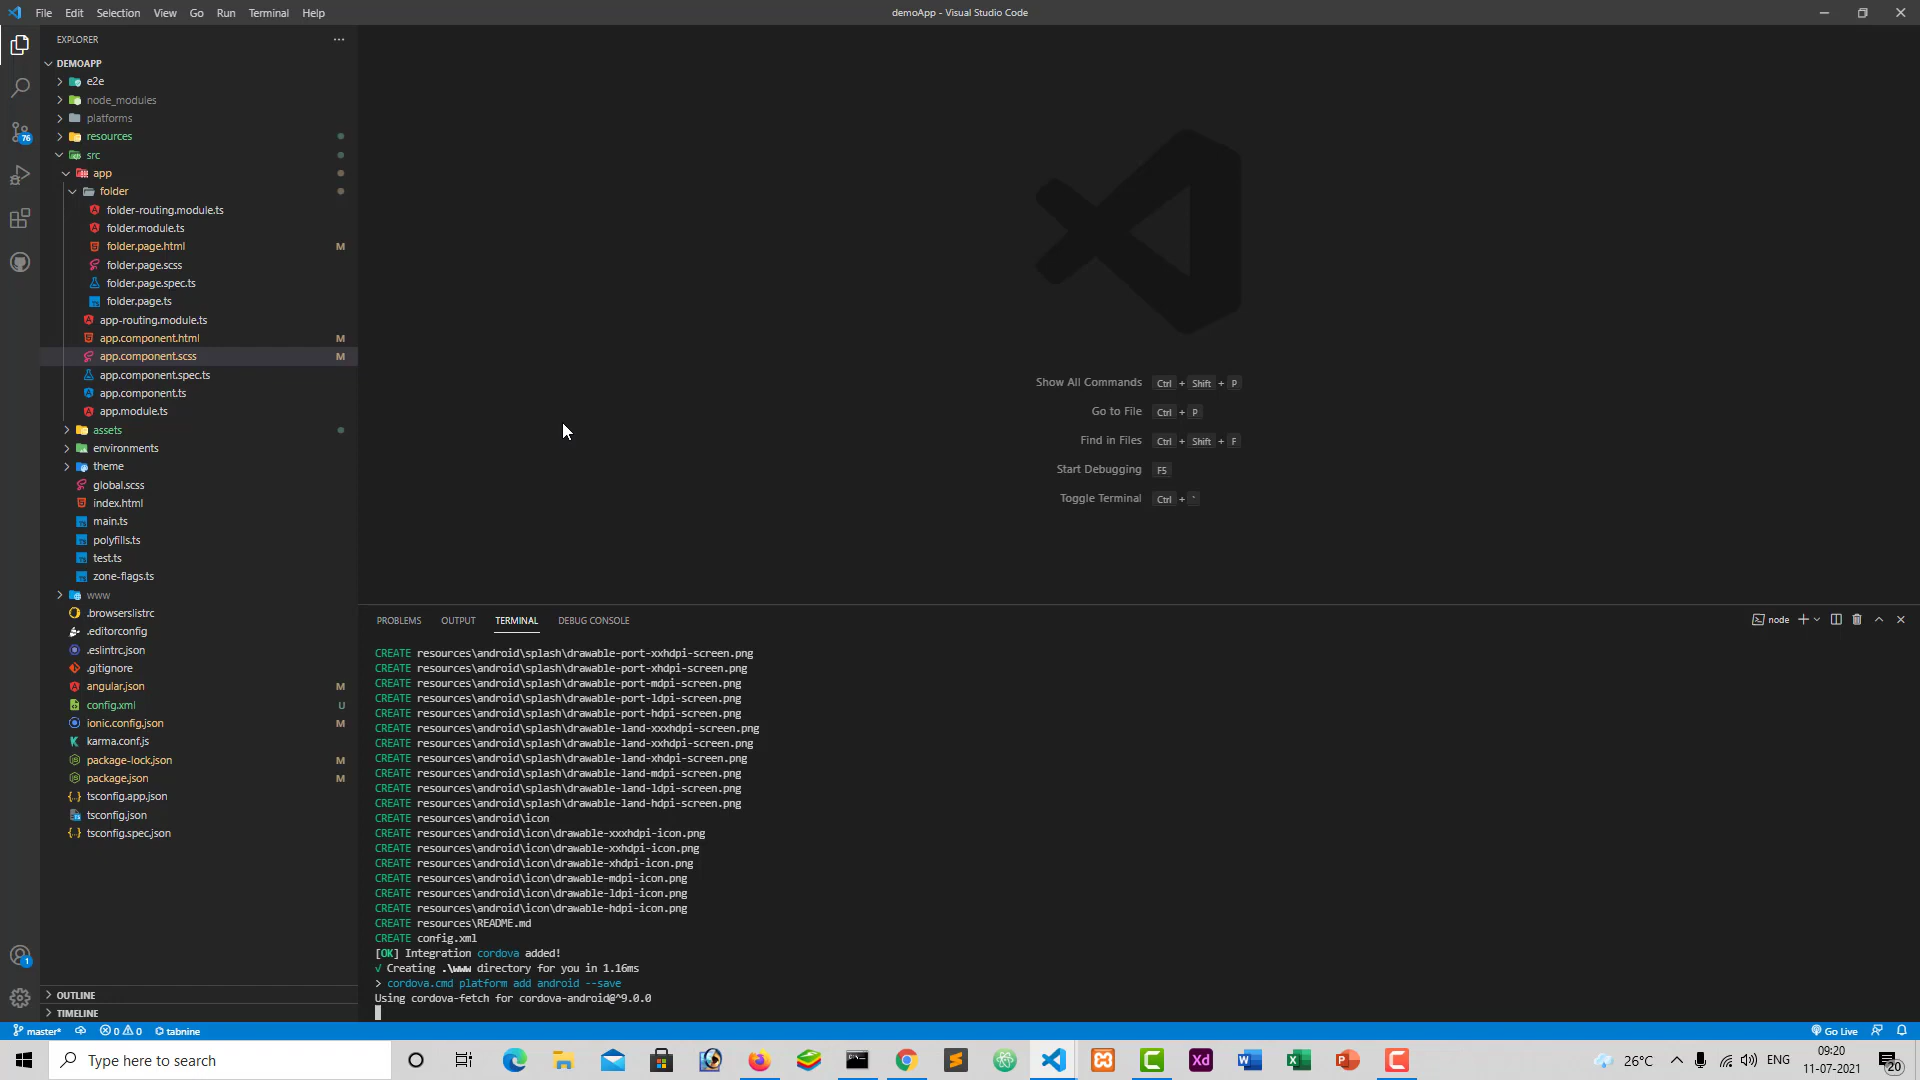 File Edit Selection View Go Run Terminal Help
demoApp - Visual Studio Code
EXPLORER
DEMOAPP
e2e
node_modules
platforms
resources
src
app
folder
folder-routing.module.ts
folder.module.ts
folder.page.html M
folder.page.scss
folder.page.spec.ts
folder.page.ts
app-routing.module.ts
app.component.html M
app.component.scss M
app.component.spec.ts
app.component.ts
app.module.ts
assets
environments
theme
global.scss
index.html
main.ts
polyfills.ts
test.ts
zone-flags.ts
www
.browserslistrc
.editorconfig
.eslintrc.json
.gitignore
angular.json M
config.xml U
ionic.config.json M
karma.conf.js
package-lock.json M
package.json M
tsconfig.app.json
tsconfig.json
tsconfig.spec.json
OUTLINE
TIMELINE
76
1
Show All Commands Ctrl + Shift + P
Go to File Ctrl + P
Find in Files Ctrl + Shift + F
Start Debugging F5
Toggle Terminal Ctrl + `
PROBLEMS OUTPUT TERMINAL DEBUG CONSOLE
node
CREATE resources\android\splash\drawable-port-xxhdpi-screen.png
CREATE resources\android\splash\drawable-port-xhdpi-screen.png
CREATE resources\android\splash\drawable-port-mdpi-screen.png
CREATE resources\android\splash\drawable-port-ldpi-screen.png
CREATE resources\android\splash\drawable-port-hdpi-screen.png
CREATE resources\android\splash\drawable-land-xxxhdpi-screen.png
CREATE resources\android\splash\drawable-land-xxhdpi-screen.png
CREATE resources\android\splash\drawable-land-xhdpi-screen.png
CREATE resources\android\splash\drawable-land-mdpi-screen.png
CREATE resources\android\splash\drawable-land-ldpi-screen.png
CREATE resources\android\splash\drawable-land-hdpi-screen.png
CREATE resources\android\icon
CREATE resources\android\icon\drawable-xxxhdpi-icon.png
CREATE resources\android\icon\drawable-xxhdpi-icon.png
CREATE resources\android\icon\drawable-xhdpi-icon.png
CREATE resources\android\icon\drawable-mdpi-icon.png
CREATE resources\android\icon\drawable-ldpi-icon.png
CREATE resources\android\icon\drawable-hdpi-icon.png
CREATE resources\README.md
CREATE config.xml
[OK] Integration cordova added!
√ Creating .\www directory for you in 1.16ms
> cordova.cmd platform add android --save
Using cordova-fetch for cordova-android@^9.0.0
master* 0 0 tabnine
Go Live
Type here to search
Xd
26°C ENG
09:20
11-07-2021
20